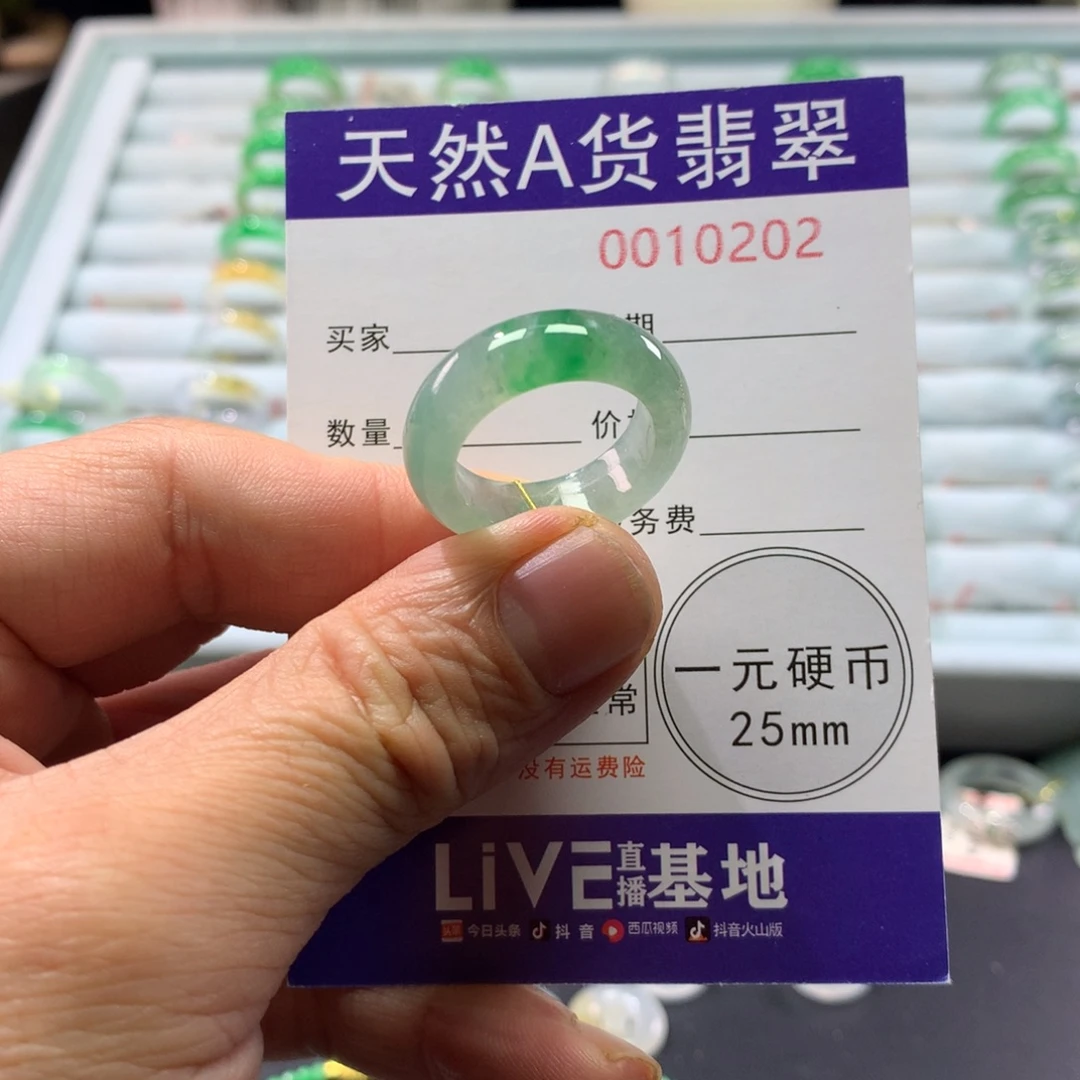 天然A货翡翠
0010202
买家 期
数量 价
务费
常
一元硬币
25mm
没有运费险
LiVE直播基地
今日头条 抖音 西瓜视频 抖音火山版